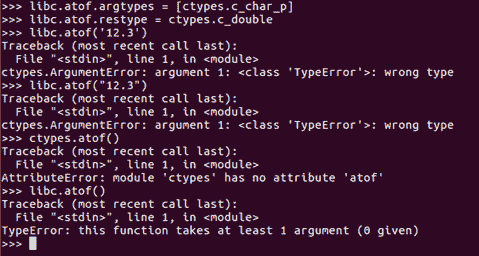 >>> libc.atof.argtypes = [ctypes.c_char_p]
>>> libc.atof.restype = ctypes.c_double
>>> libc.atof('12.3')
Traceback (most recent call last):
  File "<stdin>", line 1, in <module>
ctypes.ArgumentError: argument 1: <class 'TypeError'>: wrong type
>>> libc.atof("12.3")
Traceback (most recent call last):
  File "<stdin>", line 1, in <module>
ctypes.ArgumentError: argument 1: <class 'TypeError'>: wrong type
>>> ctypes.atof()
Traceback (most recent call last):
  File "<stdin>", line 1, in <module>
AttributeError: module 'ctypes' has no attribute 'atof'
>>> libc.atof()
Traceback (most recent call last):
  File "<stdin>", line 1, in <module>
TypeError: this function takes at least 1 argument (0 given)
>>>